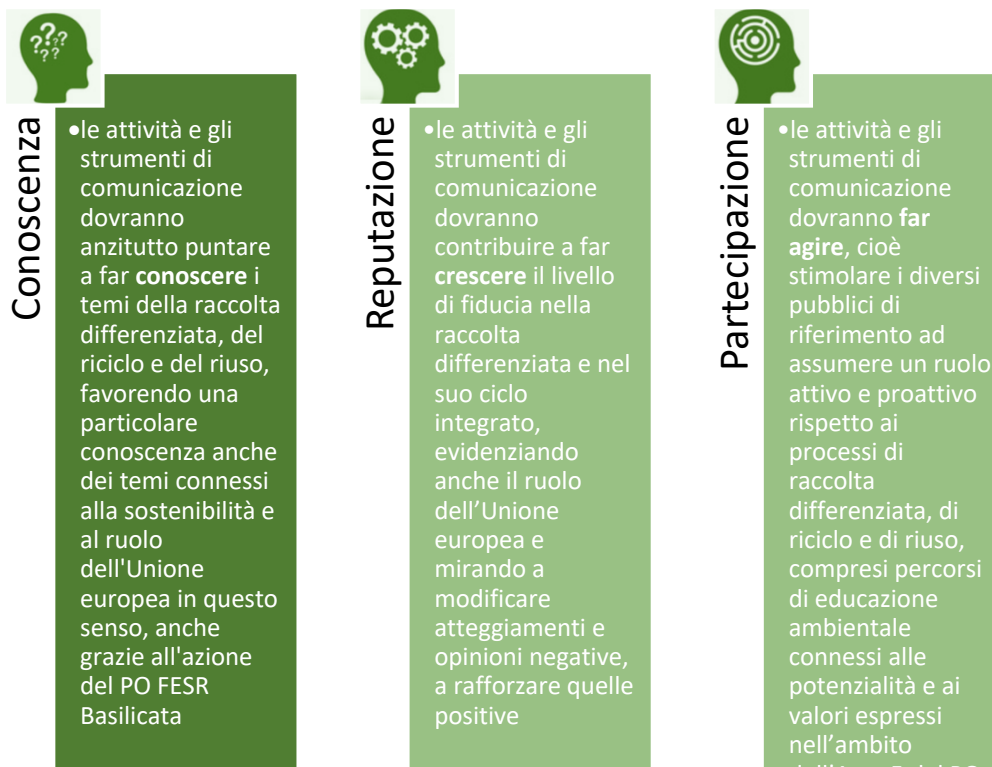 ???
??
??
Conoscenza
•le attività e gli
strumenti di
comunicazione
dovranno
anzitutto puntare
a far conoscere i
temi della raccolta
differenziata, del
riciclo e del riuso,
favorendo una
particolare
conoscenza anche
dei temi connessi
alla sostenibilità e
al ruolo
dell'Unione
europea in questo
senso, anche
grazie all'azione
del PO FESR
Basilicata
Reputazione
•le attività e gli
strumenti di
comunicazione
dovranno
contribuire a far
crescere il livello
di fiducia nella
raccolta
differenziata e nel
suo ciclo
integrato,
evidenziando
anche il ruolo
dell’Unione
europea e
mirando a
modificare
atteggiamenti e
opinioni negative,
a rafforzare quelle
positive
Partecipazione
•le attività e gli
strumenti di
comunicazione
dovranno far
agire, cioè
stimolare i diversi
pubblici di
riferimento ad
assumere un ruolo
attivo e proattivo
rispetto ai
processi di
raccolta
differenziata, di
riciclo e di riuso,
compresi percorsi
di educazione
ambientale
connessi alle
potenzialità e ai
valori espressi
nell’ambito